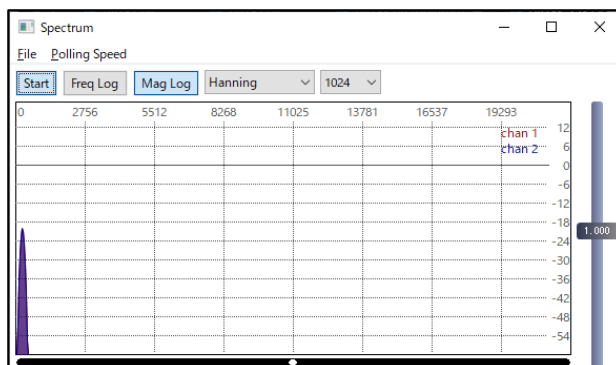 Spectrum
File Polling Speed
Start Freq Log Mag Log Hanning 1024
0 2756 5512 8268 11025 13781 16537 19293
chan 1
chan 2
12
6
0
-6
-12
-18
-24
-30
-36
-42
-48
-54
1.000